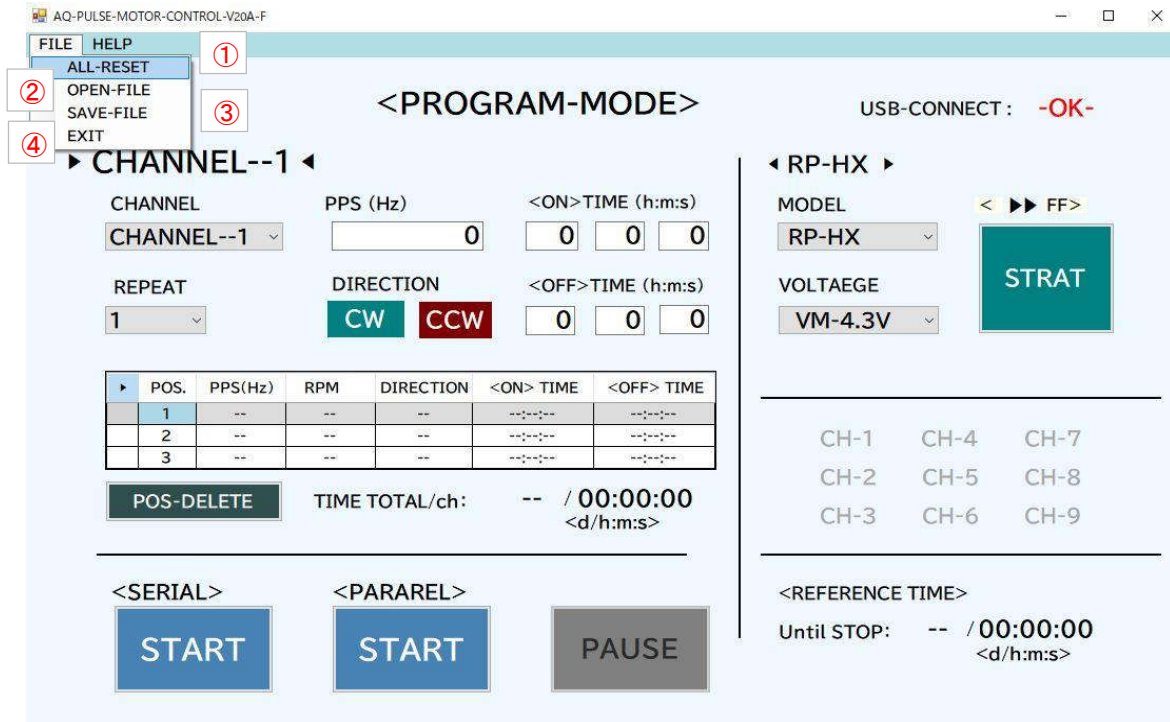 AQ-PULSE-MOTOR-CONTROL-V20A-F
FILE HELP
①
ALL-RESET
② OPEN-FILE
SAVE-FILE ③
④ EXIT
<PROGRAM-MODE>
USB-CONNECT : -OK-
▶ CHANNEL--1 ◀
CHANNEL PPS (Hz) <ON>TIME (h:m:s)
CHANNEL--1 0 0 0 0
REPEAT DIRECTION <OFF>TIME (h:m:s)
1 CW CCW 0 0 0
▶ POS. PPS(Hz) RPM DIRECTION <ON> TIME <OFF> TIME
1 -- -- -- --:--:-- --:--:--
2 -- -- -- --:--:-- --:--:--
3 -- -- -- --:--:-- --:--:--
POS-DELETE TIME TOTAL/ch: -- / 00:00:00
<d/h:m:s>
<SERIAL> <PARAREL>
START START PAUSE
◀ RP-HX ▶
MODEL < ▶▶ FF>
RP-HX STRAT
VOLTAEGE
VM-4.3V
CH-1 CH-4 CH-7
CH-2 CH-5 CH-8
CH-3 CH-6 CH-9
<REFERENCE TIME>
Until STOP: -- / 00:00:00
<d/h:m:s>